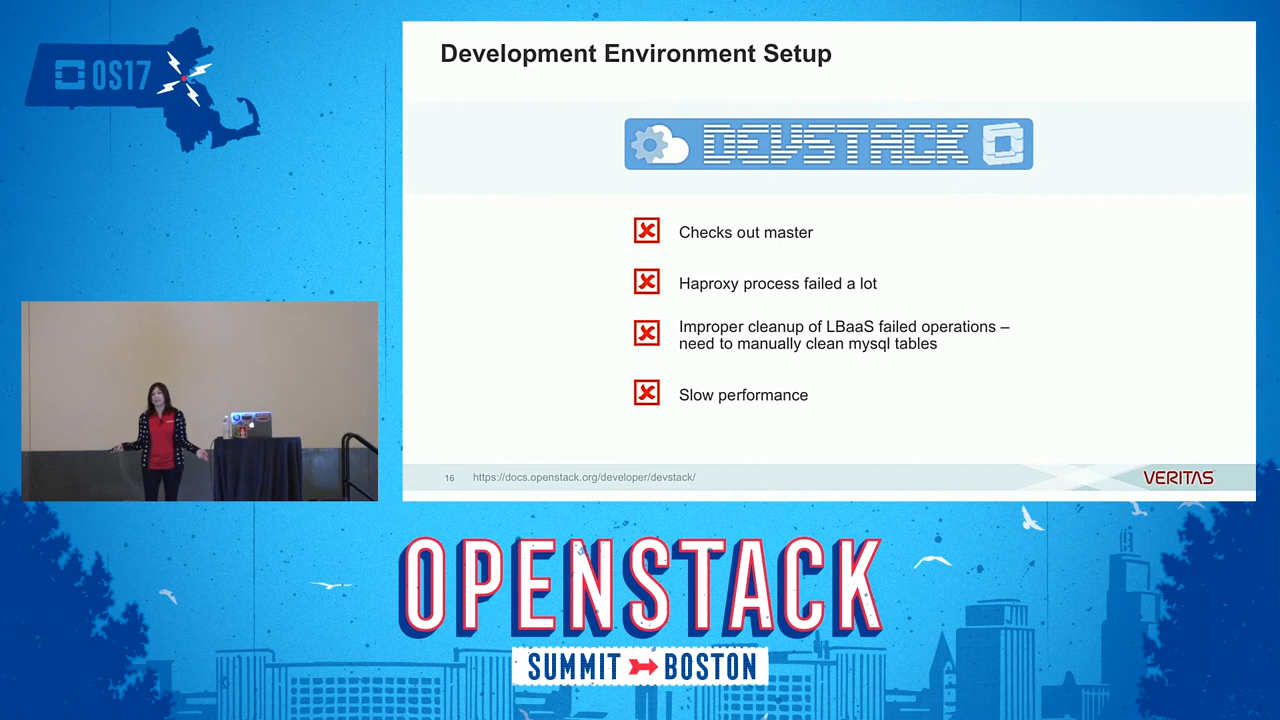 OS17
Development Environment Setup
DEVSTACK
Checks out master
Haproxy process failed a lot
Improper cleanup of LBaaS failed operations –
need to manually clean mysql tables
Slow performance
16 https://docs.openstack.org/developer/devstack/
VERITAS
OPENSTACK
SUMMIT BOSTON